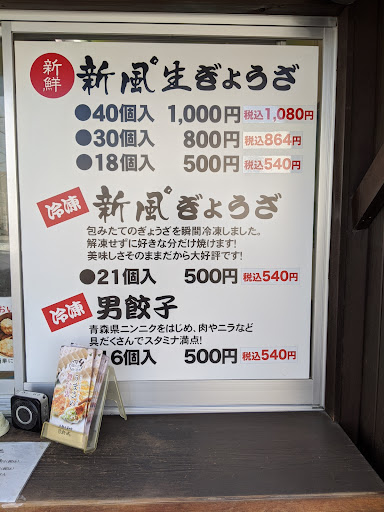 新鮮
新風°生ぎょうざ
●40個入 1,000円 税込1,080円
●30個入 800円 税込864円
●18個入 500円 税込540円
冷凍
新風°ぎょうざ
包みたてのぎょうざを瞬間冷凍しました。
解凍せずに好きな分だけ焼けます!
美味しさそのままだから大好評です!
●21個入 500円 税込540円
冷凍
男餃子
青森県ニンニクをはじめ、肉やニラなど
具だくさんでスタミナ満点!
16個入 500円 税込540円